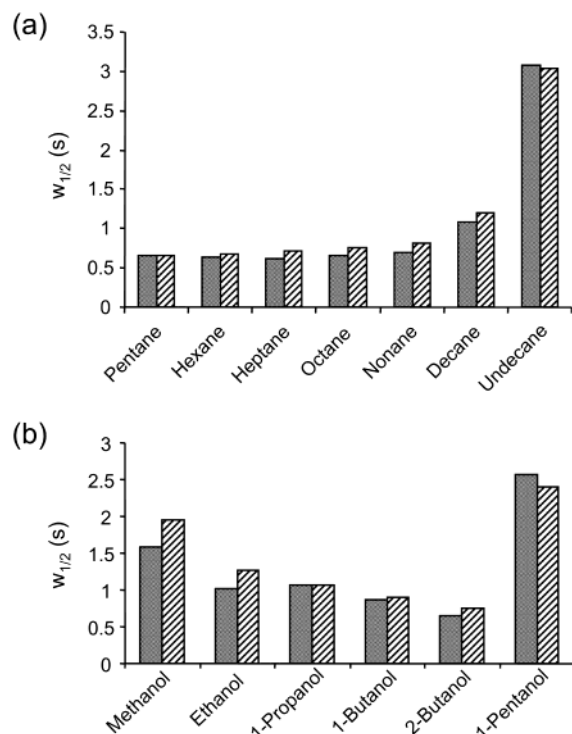 (a)
3.5
3
2.5
2
1.5
1
0.5
0
w1/2 (s)
Pentane
Hexane
Heptane
Octane
Nonane
Decane
Undecane
(b)
3
2.5
2
1.5
1
0.5
0
w1/2 (s)
Methanol
Ethanol
1-Propanol
1-Butanol
2-Butanol
1-Pentanol